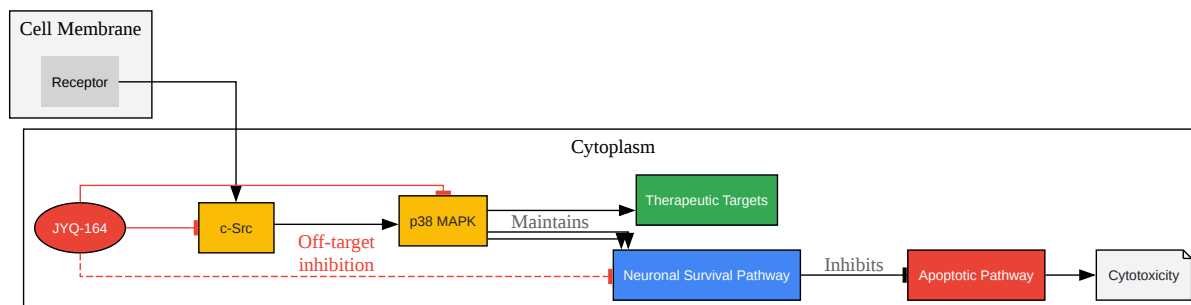 Cell Membrane
Receptor
Cytoplasm
JYQ-164
c-Src
p38 MAPK
Maintains
Therapeutic Targets
Off-target
inhibition
Neuronal Survival Pathway
Inhibits
Apoptotic Pathway
Cytotoxicity